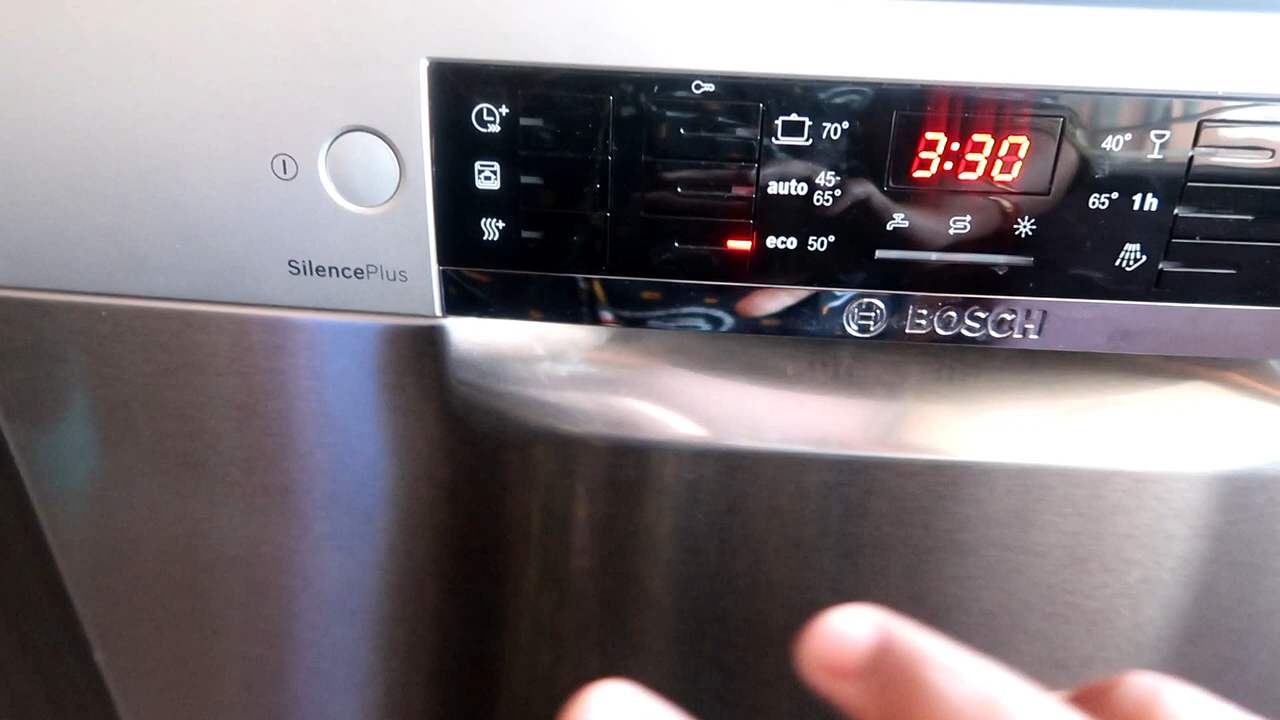 70°
3:30
40°
auto 45-
65°
65° 1h
eco 50°
SilencePlus
BOSCH